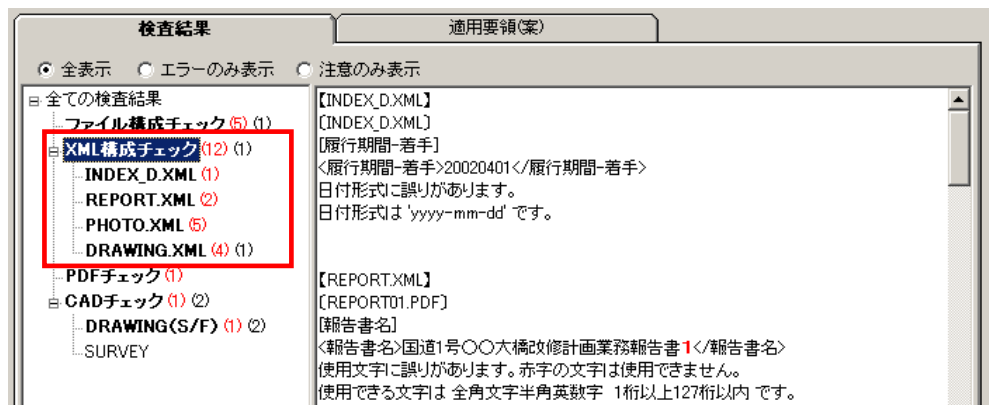 検査結果
適用要領(案)
全表示 エラーのみ表示 注意のみ表示
全ての検査結果
ファイル構成チェック (5) (1)
XML構成チェック (12) (1)
INDEX_D.XML (1)
REPORT.XML (2)
PHOTO.XML (5)
DRAWING.XML (4) (1)
PDFチェック (1)
CADチェック (1) (2)
DRAWING(S/F) (1) (2)
SURVEY
【INDEX_D.XML】
〔INDEX_D.XML〕
[履行期間-着手]
<履行期間-着手>20020401</履行期間-着手>
日付形式に誤りがあります。
日付形式は 'yyyy-mm-dd' です。
【REPORT.XML】
〔REPORT01.PDF〕
[報告書名]
<報告書名>国道1号○○大橋改修計画業務報告書1</報告書名>
使用文字に誤りがあります。赤字の文字は使用できません。
使用できる文字は 全角文字半角英数字 1桁以上127桁以内 です。